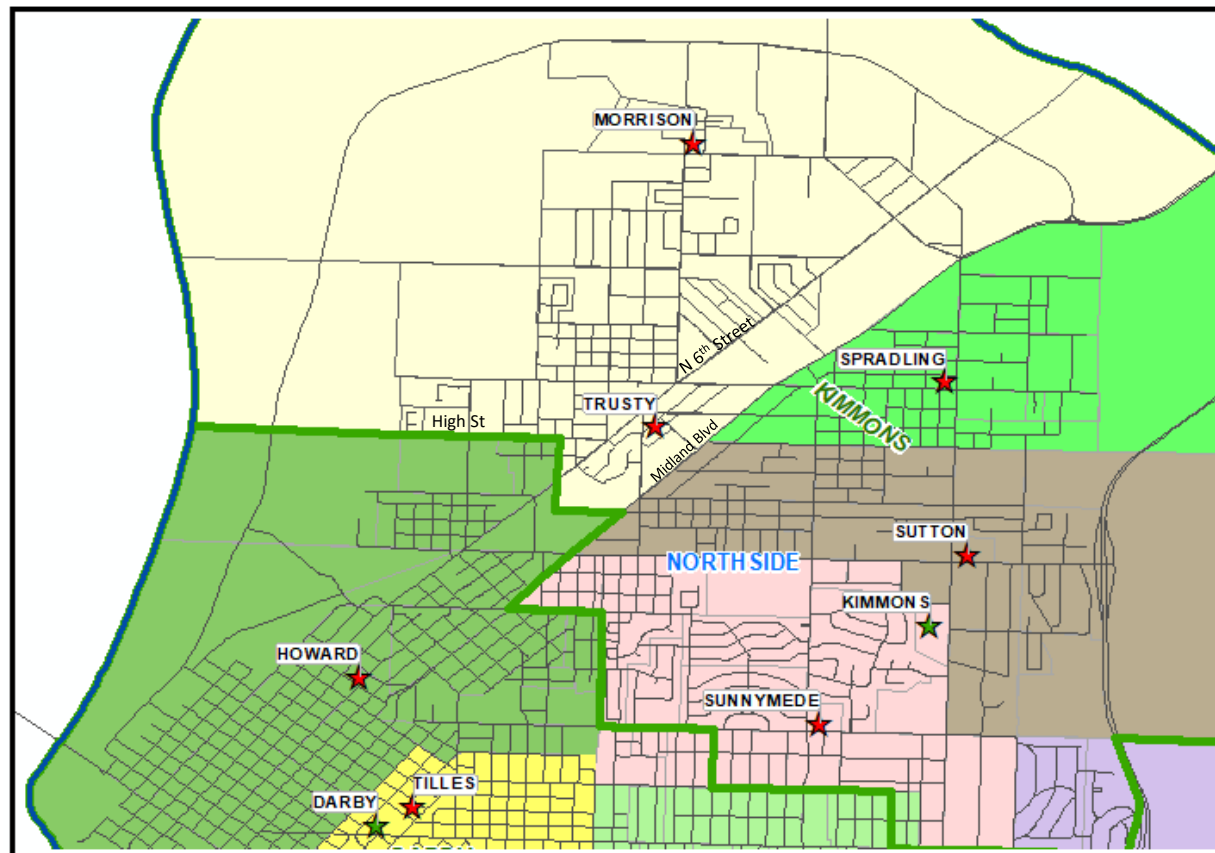 MORRISON
N 6th Street
SPRADLING
KIMMONS
TRUSTY
High St
Midland Blvd
SUTTON
NORTH SIDE
KIMMONS
HOWARD
SUNNYMEDE
TILLES
DARBY